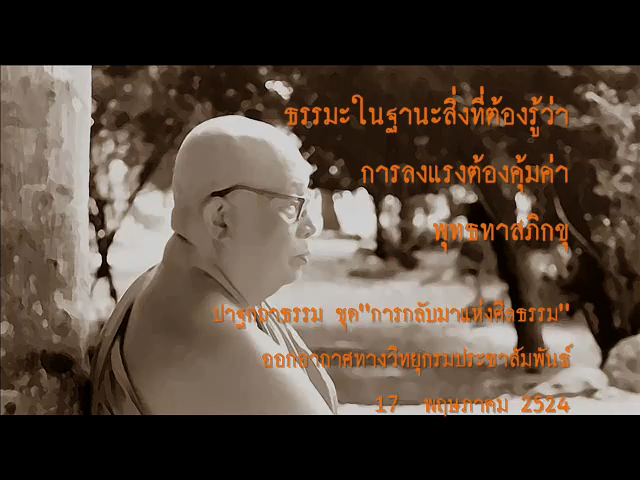 ธรรมะในฐานะสิ่งที่ต้องรู้ว่า
การลงแรงต้องคุ้มค่า
พุทธทาสภิกขุ
ปาฐกถาธรรม ชุด"การกลับมาแห่งศีลธรรม"
ออกอากาศทางวิทยุกรมประชาสัมพันธ์
17 พฤษภาคม 2524